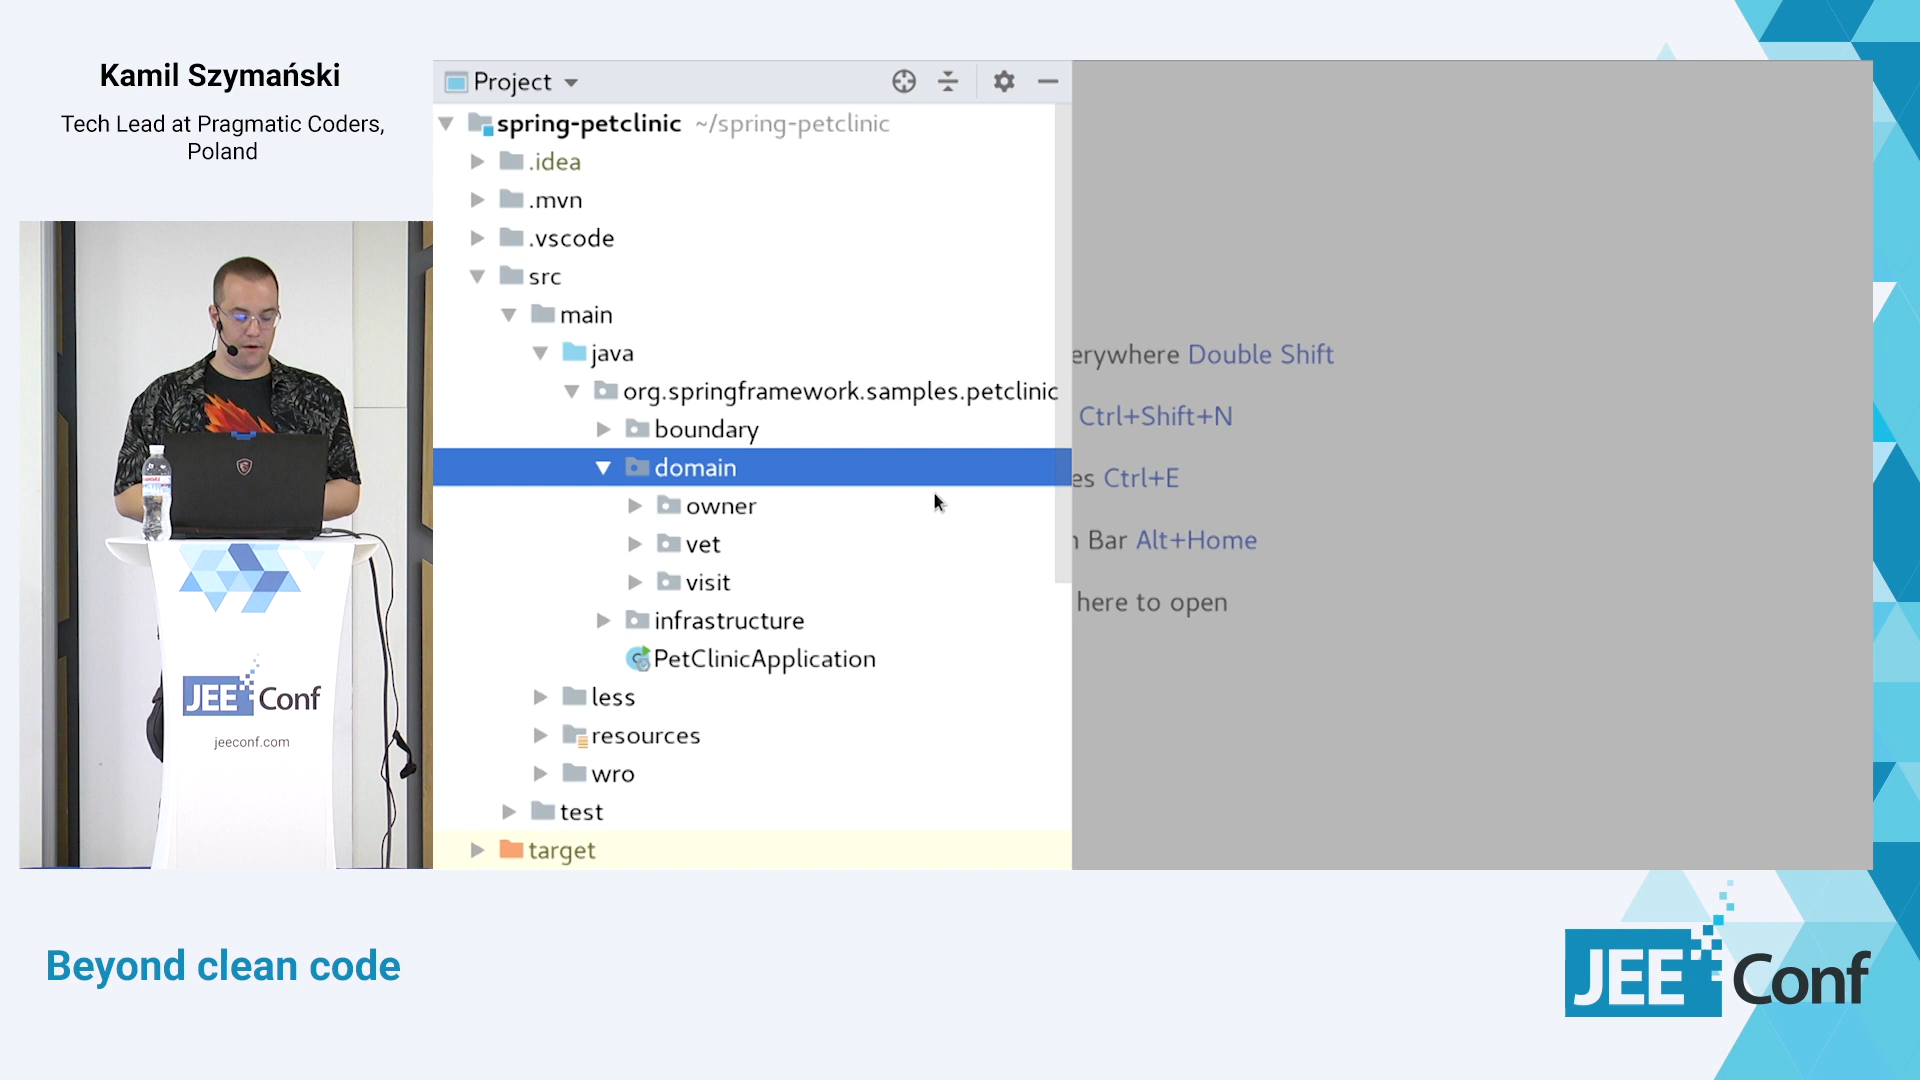 Kamil Szymański
Tech Lead at Pragmatic Coders,
Poland
Project
spring-petclinic ~/spring-petclinic
.idea
.mvn
.vscode
src
main
java
org.springframework.samples.petclinic
boundary
domain
owner
vet
visit
infrastructure
PetClinicApplication
less
resources
wro
test
target
erywhere Double Shift
Ctrl+Shift+N
es Ctrl+E
n Bar Alt+Home
here to open
JEE Conf
jeeconf.com
Beyond clean code
JEE Conf